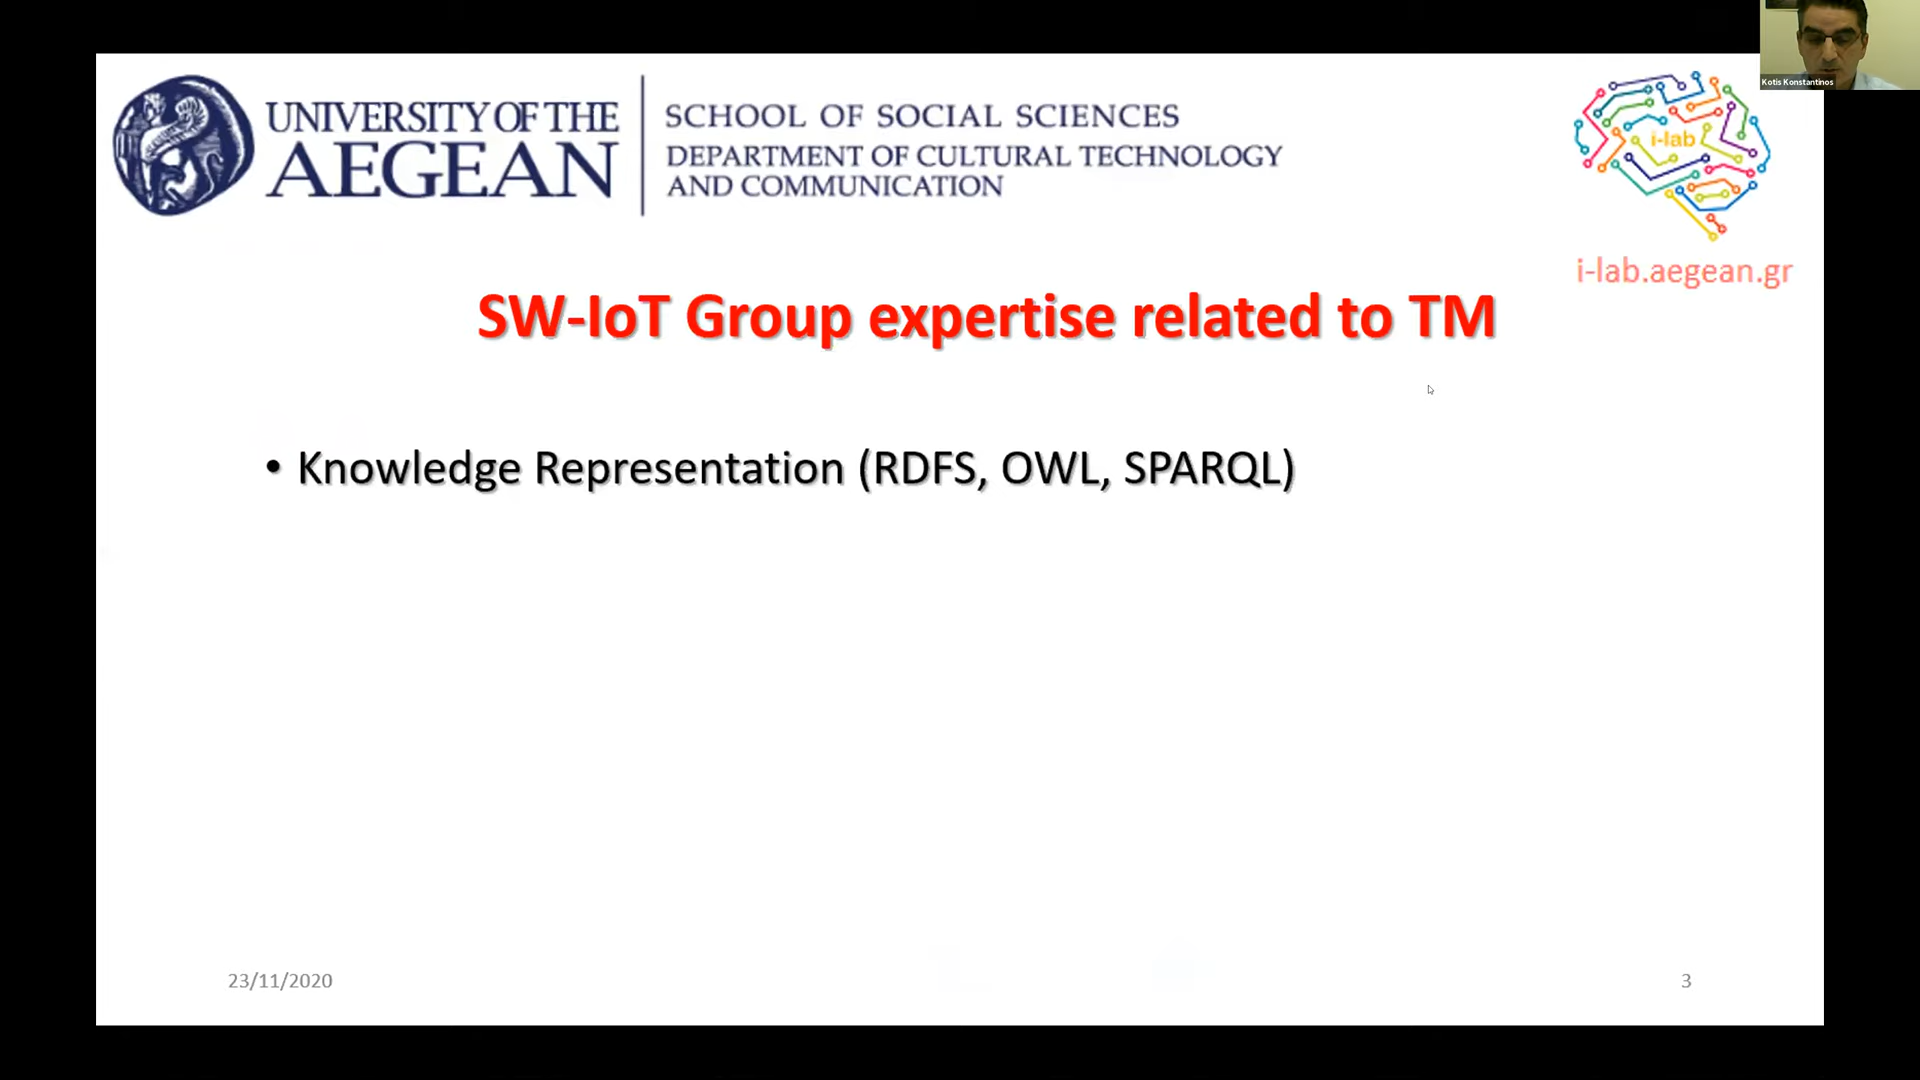 Kotis Konstantinos
UNIVERSITY OF THE
AEGEAN
SCHOOL OF SOCIAL SCIENCES
DEPARTMENT OF CULTURAL TECHNOLOGY
AND COMMUNICATION
i-lab
i-lab.aegean.gr
SW-IoT Group expertise related to TM
• Knowledge Representation (RDFS, OWL, SPARQL)
23/11/2020
3